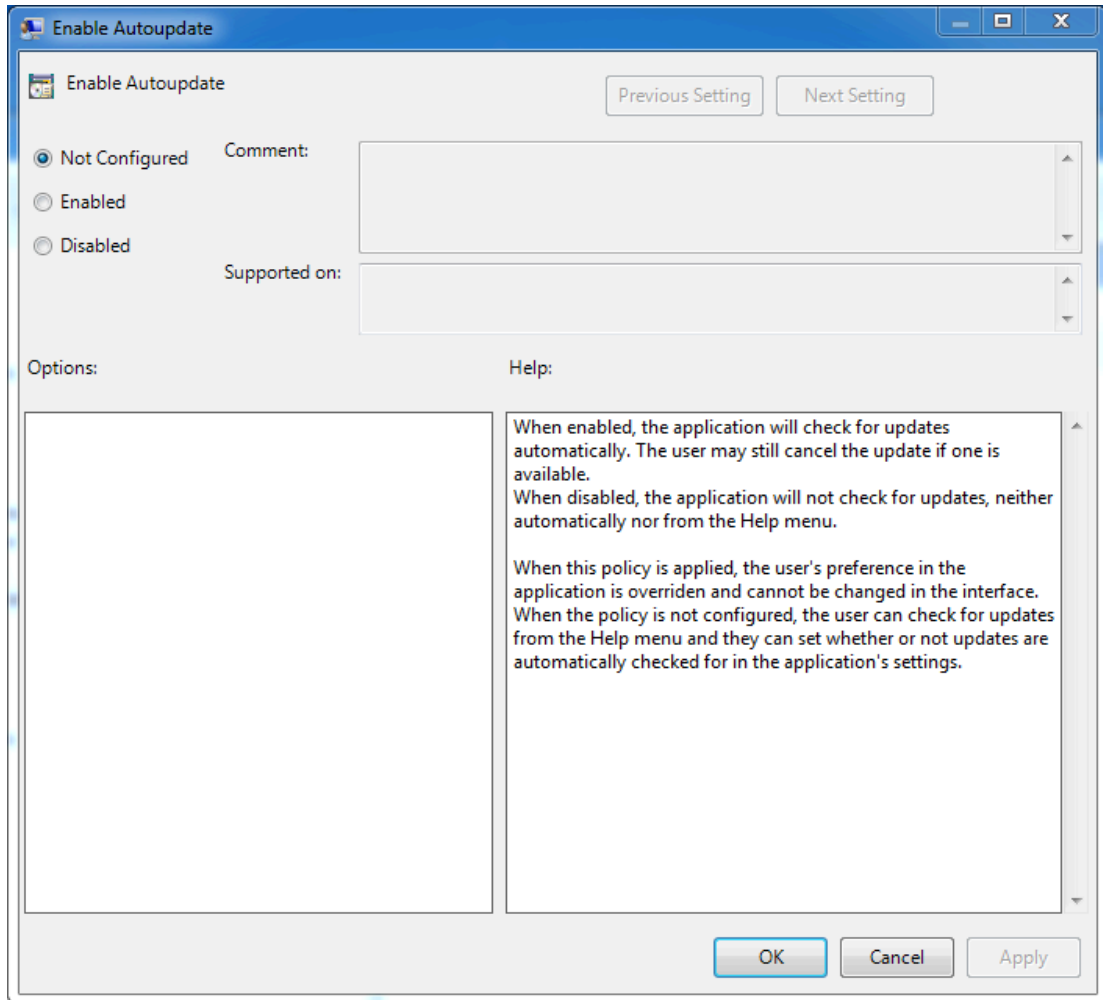 Enable Autoupdate
Enable Autoupdate
Previous Setting
Next Setting
Not Configured
Comment:
Enabled
Disabled
Supported on:
Options:
Help:
When enabled, the application will check for updates
automatically. The user may still cancel the update if one is
available.
When disabled, the application will not check for updates, neither
automatically nor from the Help menu.
When this policy is applied, the user's preference in the
application is overriden and cannot be changed in the interface.
When the policy is not configured, the user can check for updates
from the Help menu and they can set whether or not updates are
automatically checked for in the application's settings.
OK
Cancel
Apply